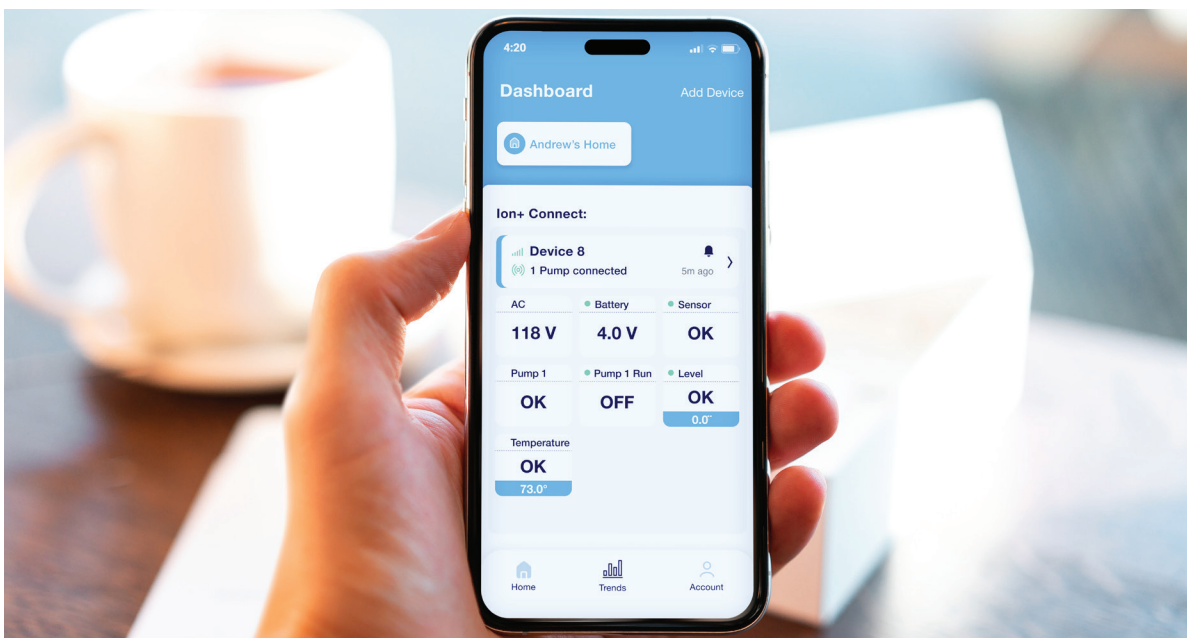 4:20
Dashboard
Add Device
Andrew's Home
Ion+ Connect:
Device 8
1 Pump connected
5m ago
AC
Battery
Sensor
118 V
4.0 V
OK
Pump 1
Pump 1 Run
Level
OK
OFF
OK
0.0"
Temperature
OK
73.0°
Home
Trends
Account